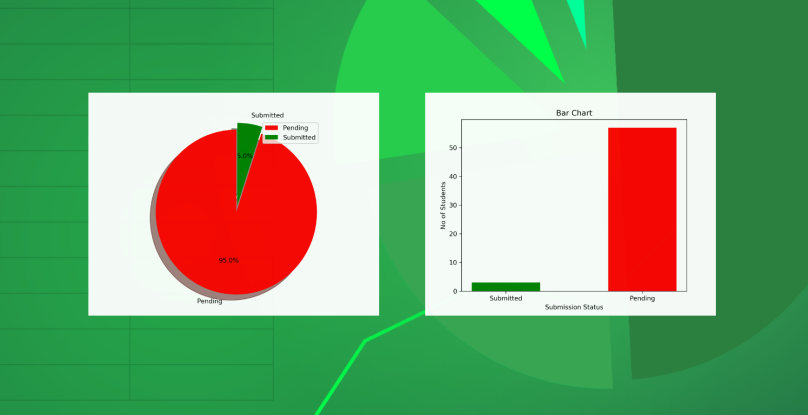 Submitted
Pending
Submitted
5.0%
95.0%
Pending
Bar Chart
No of Students
50
40
30
20
10
0
Submitted
Pending
Submission Status